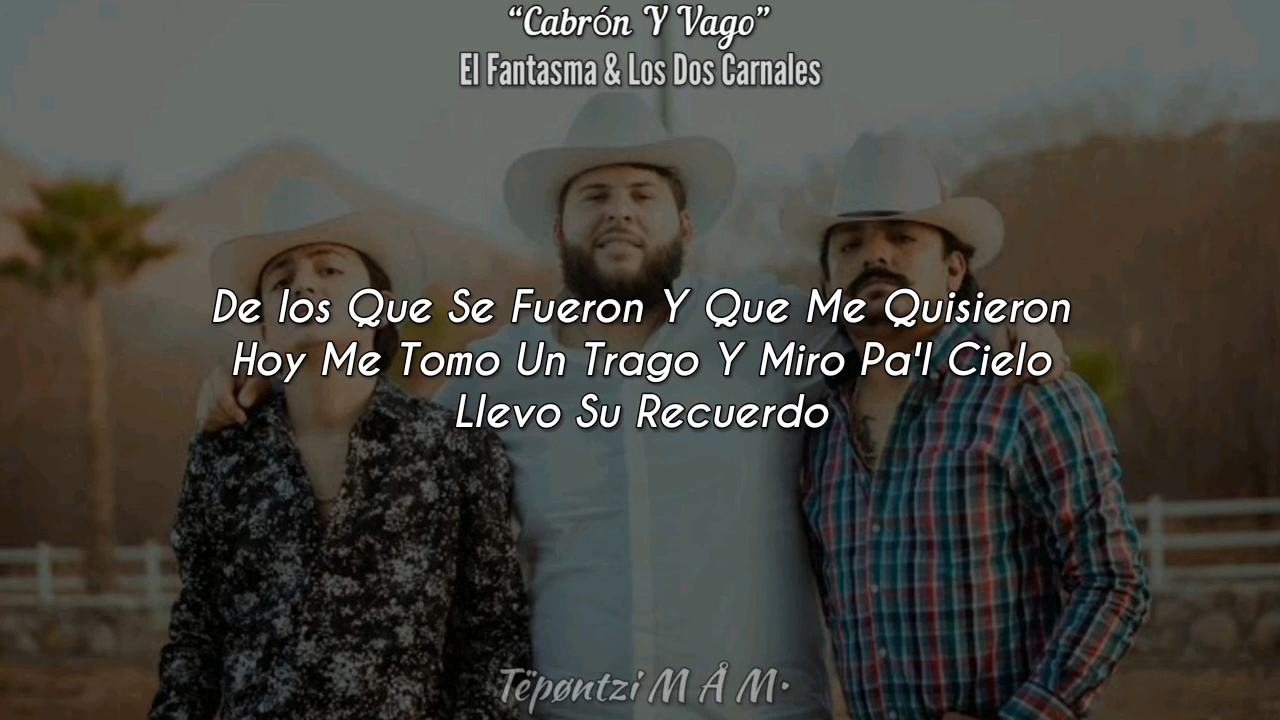 “Cabrón Y Vago”
El Fantasma & Los Dos Carnales
De los Que Se Fueron Y Que Me Quisieron
Hoy Me Tomo Un Trago Y Miro Pa'l Cielo
Llevo Su Recuerdo
Tëpøntzi M Å M•